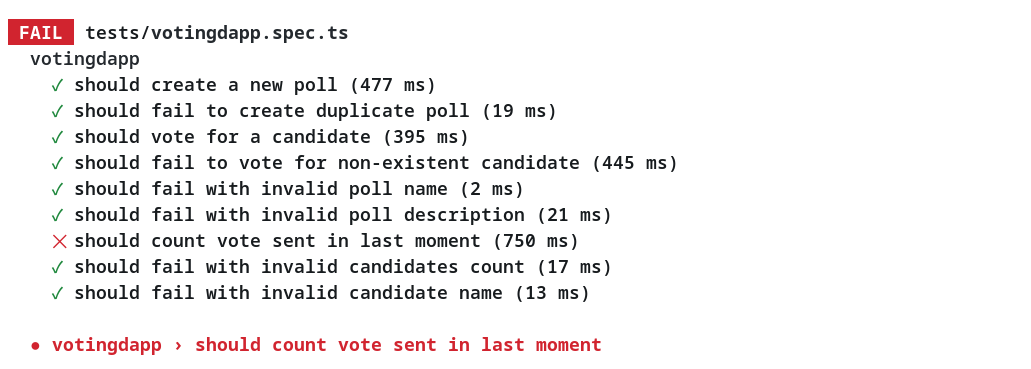 FAIL tests/votingdapp.spec.ts
votingdapp
✓ should create a new poll (477 ms)
✓ should fail to create duplicate poll (19 ms)
✓ should vote for a candidate (395 ms)
✓ should fail to vote for non-existent candidate (445 ms)
✓ should fail with invalid poll name (2 ms)
✓ should fail with invalid poll description (21 ms)
✕ should count vote sent in last moment (750 ms)
✓ should fail with invalid candidates count (17 ms)
✓ should fail with invalid candidate name (13 ms)
● votingdapp › should count vote sent in last moment